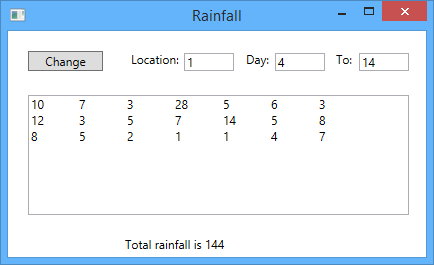 Rainfall
Change Location: 1 Day: 4 To: 14
10 7 3 28 5 6 3
12 3 5 7 14 5 8
8 5 2 1 1 4 7
Total rainfall is 144